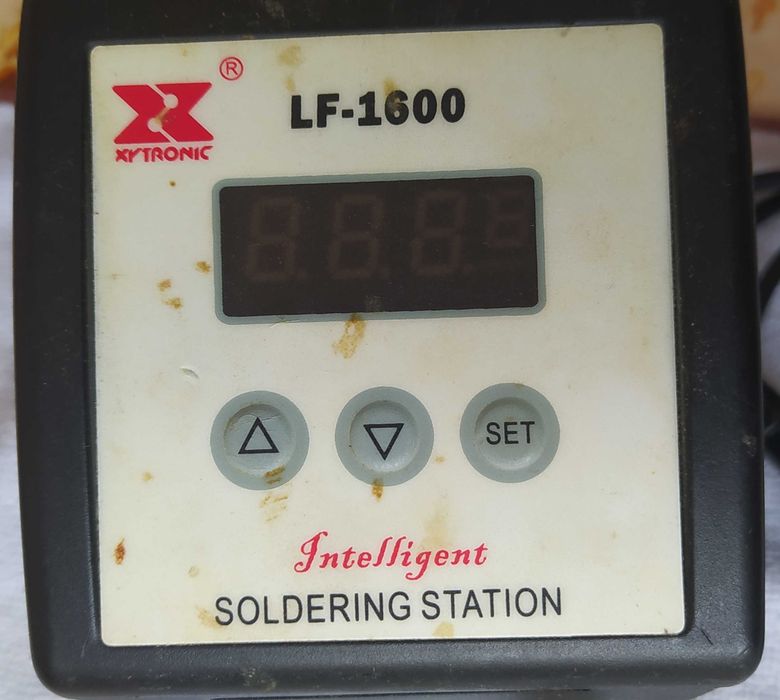 ®
LF-1600
XYTRONIC
SET
Intelligent
SOLDERING STATION